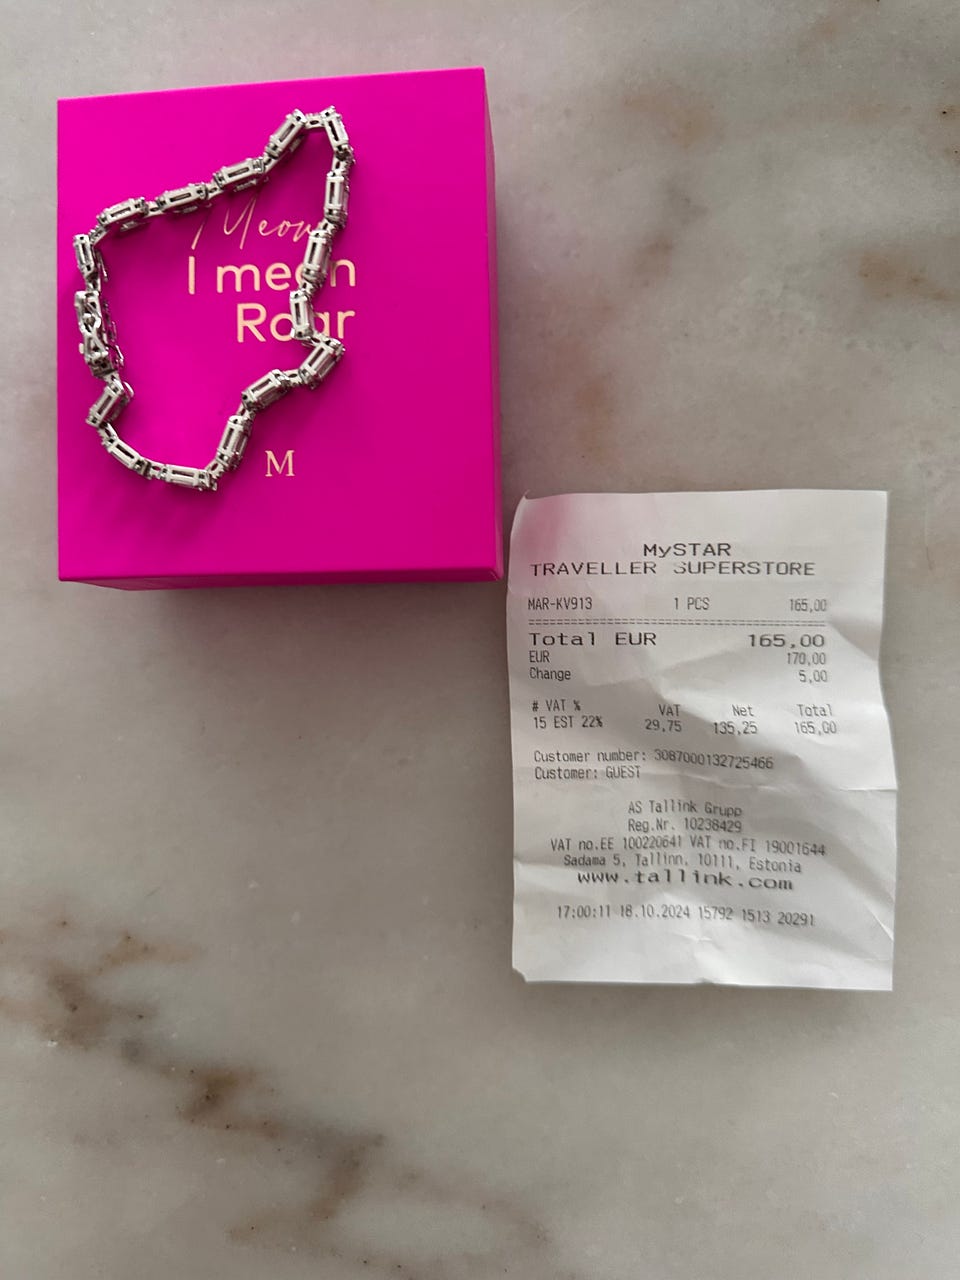 Meow
I mean
Roar
M
MySTAR
TRAVELLER SUPERSTORE
MAR-KV913 1 PCS 165,00
================================================
Total EUR 165,00
EUR 170,00
Change 5,00
# VAT % VAT Net Total
15 EST 22% 29,75 135,25 165,00
Customer number: 3087000132725466
Customer: GUEST
AS Tallink Grupp
Reg.Nr. 10238429
VAT no.EE 100220641 VAT no.FI 19001644
Sadama 5, Tallinn, 10111, Estonia
www.tallink.com
17:00:11 18.10.2024 15792 1513 20291